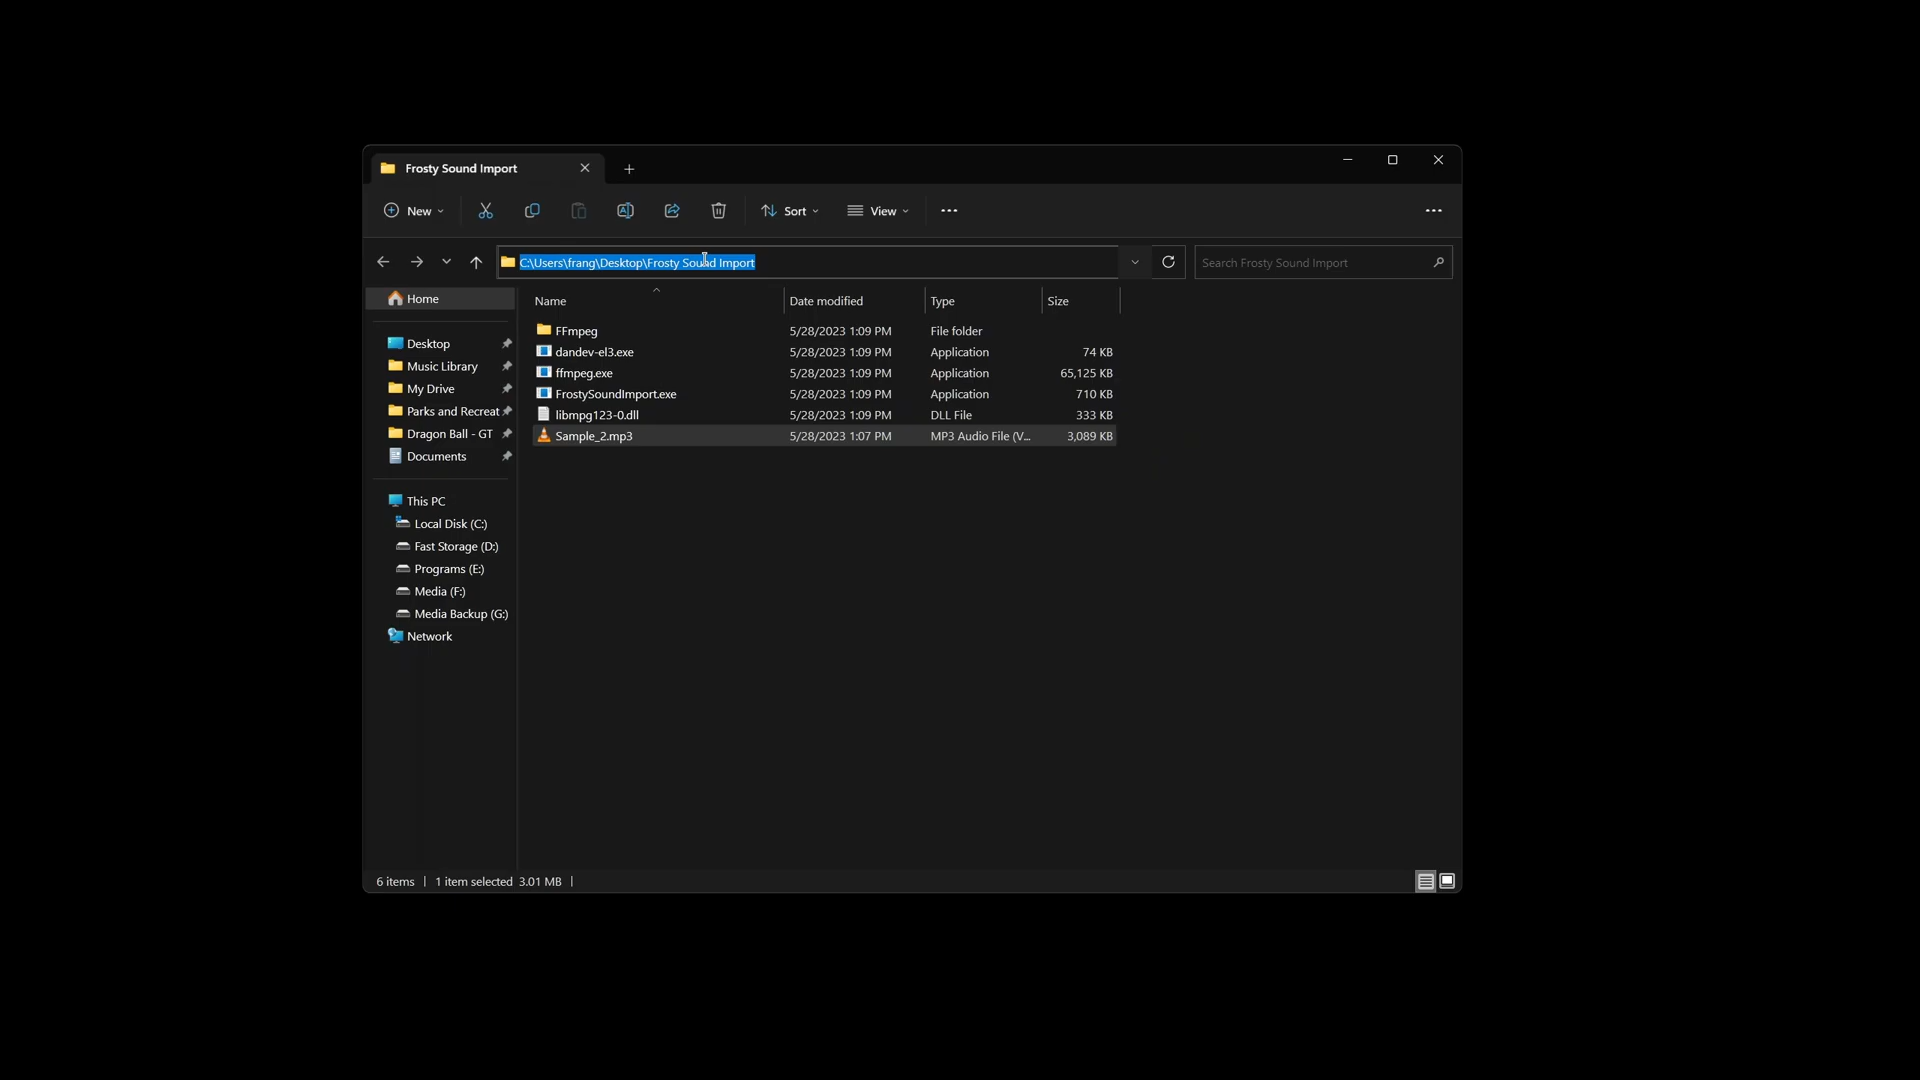 Frosty Sound Import
New
Sort
View
C:\Users\frang\Desktop\Frosty Sound Import
Search Frosty Sound Import
Home
Desktop
Music Library
My Drive
Parks and Recreat
Dragon Ball - GT
Documents
This PC
Local Disk (C:)
Fast Storage (D:)
Programs (E:)
Media (F:)
Media Backup (G:)
Network
Name Date modified Type Size
FFmpeg 5/28/2023 1:09 PM File folder
dandev-el3.exe 5/28/2023 1:09 PM Application 74 KB
ffmpeg.exe 5/28/2023 1:09 PM Application 65,125 KB
FrostySoundImport.exe 5/28/2023 1:09 PM Application 710 KB
libmpg123-0.dll 5/28/2023 1:09 PM DLL File 333 KB
Sample_2.mp3 5/28/2023 1:07 PM MP3 Audio File (V... 3,089 KB
6 items 1 item selected 3.01 MB